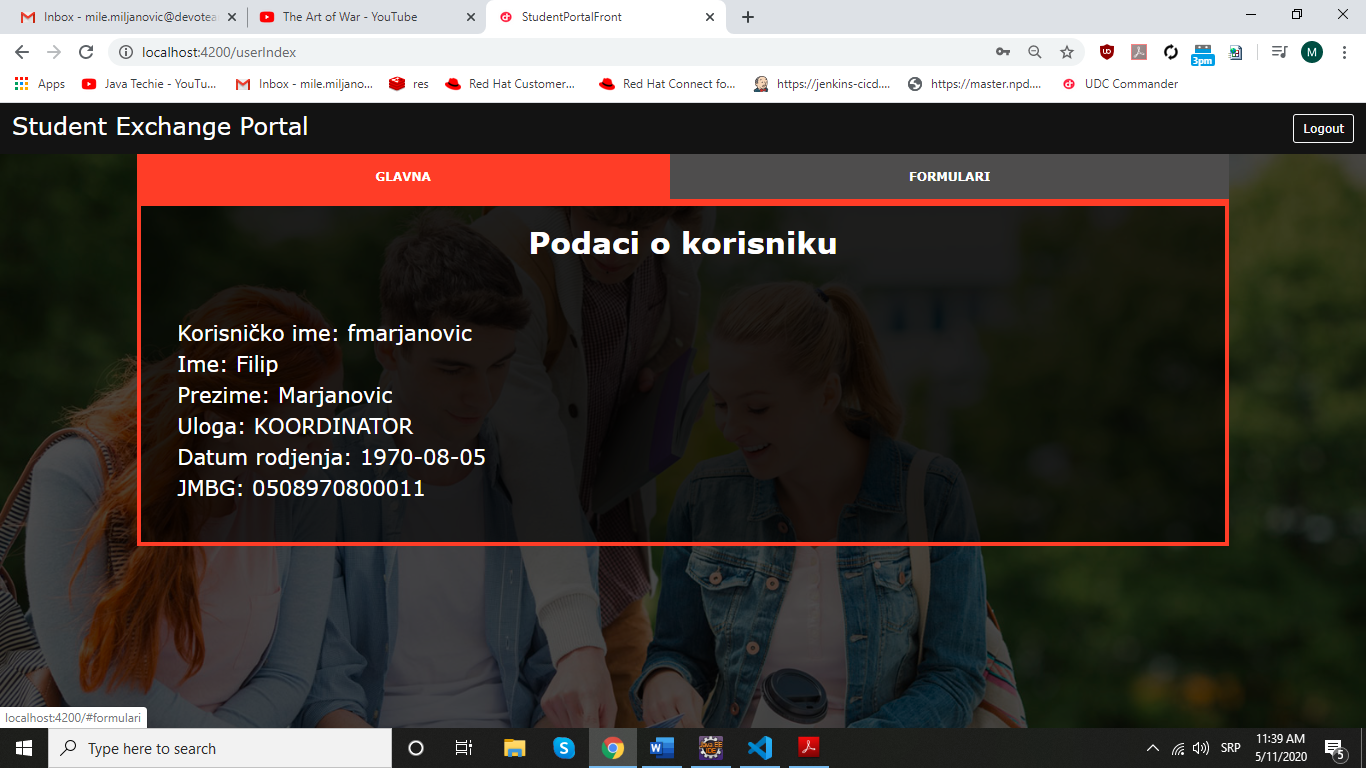 Inbox - mile.miljanovic@devotea
The Art of War - YouTube
StudentPortalFront
localhost:4200/userIndex
3pm
M
Apps
Java Techie - YouTu...
Inbox - mile.miljano...
res
Red Hat Customer...
Red Hat Connect fo...
https://jenkins-cicd....
https://master.npd....
UDC Commander
Student Exchange Portal
Logout
GLAVNA
FORMULARI
Podaci o korisniku
Korisničko ime: fmarjanovic
Ime: Filip
Prezime: Marjanovic
Uloga: KOORDINATOR
Datum rodjenja: 1970-08-05
JMBG: 0508970800011
localhost:4200/#formulari
Type here to search
SRP
11:39 AM
5/11/2020
5